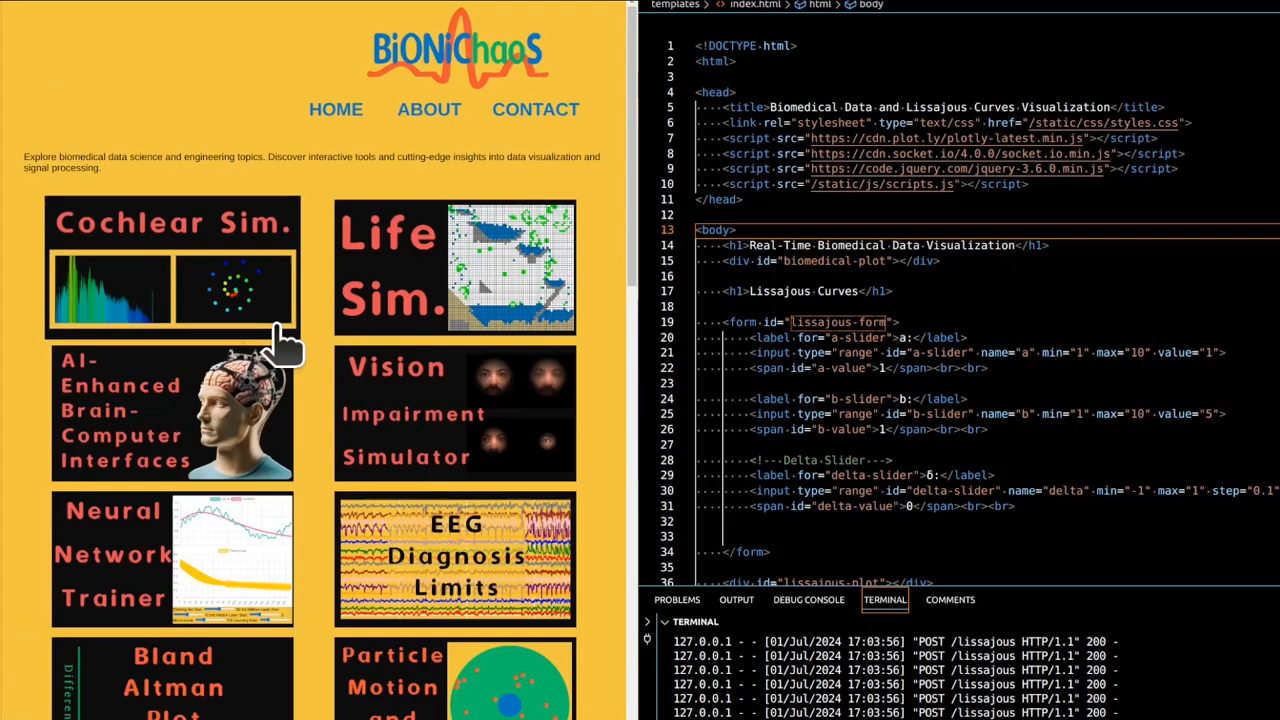 BiONiChaoS
HOME ABOUT CONTACT
Explore biomedical data science and engineering topics. Discover interactive tools and cutting-edge insights into data visualization and
signal processing.
Cochlear Sim.
Life
Sim.
AI-
Enhanced
Brain-
Computer
Interfaces
Vision
Impairment
Simulator
Neural
Network
Trainer
EEG
Diagnosis
Limits
Bland
Altman
Plot
Particle
Motion
and
templates > index.html > html > body
1 <!DOCTYPE html>
2 <html>
3
4 <head>
5 ····<title>Biomedical·Data·and·Lissajous·Curves·Visualization</title>
6 ····<link·rel="stylesheet"·type="text/css"·href="/static/css/styles.css">
7 ····<script·src="https://cdn.plot.ly/plotly-latest.min.js"></script>
8 ····<script·src="https://cdn.socket.io/4.0.0/socket.io.min.js"></script>
9 ····<script·src="https://code.jquery.com/jquery-3.6.0.min.js"></script>
10 ····<script·src="/static/js/scripts.js"></script>
11 </head>
12
13 <body>
14 ····<h1>Real-Time·Biomedical·Data·Visualization</h1>
15 ····<div·id="biomedical-plot"></div>
16
17 ····<h1>Lissajous·Curves</h1>
18
19 ····<form·id="lissajous-form">
20 ········<label·for="a-slider">a:</label>
21 ········<input·type="range"·id="a-slider"·name="a"·min="1"·max="10"·value="1">
22 ········<span·id="a-value">1</span><br><br>
23
24 ········<label·for="b-slider">b:</label>
25 ········<input·type="range"·id="b-slider"·name="b"·min="1"·max="10"·value="5">
26 ········<span·id="b-value">1</span><br><br>
27
28 ········<!--·Delta·Slider·-->
29 ········<label·for="delta-slider">δ:</label>
30 ········<input·type="range"·id="delta-slider"·name="delta"·min="-1"·max="1"·step="0.1"
31 ········<span·id="delta-value">0</span><br><br>
32
33
34 ····</form>
35
36 ····<div·id="lissajous-plot"></div>
PROBLEMS OUTPUT DEBUG CONSOLE TERMINAL COMMENTS
TERMINAL
127.0.0.1 - - [01/Jul/2024 17:03:56] "POST /lissajous HTTP/1.1" 200 -
127.0.0.1 - - [01/Jul/2024 17:03:56] "POST /lissajous HTTP/1.1" 200 -
127.0.0.1 - - [01/Jul/2024 17:03:56] "POST /lissajous HTTP/1.1" 200 -
127.0.0.1 - - [01/Jul/2024 17:03:56] "POST /lissajous HTTP/1.1" 200 -
127.0.0.1 - - [01/Jul/2024 17:03:56] "POST /lissajous HTTP/1.1" 200 -
127.0.0.1 - - [01/Jul/2024 17:03:56] "POST /lissajous HTTP/1.1" 200 -